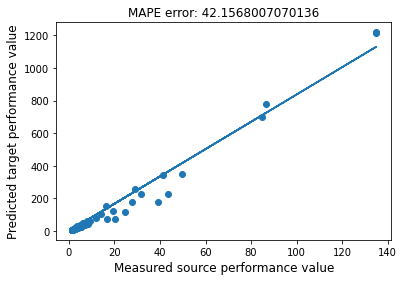 MAPE error: 42.1568007070136
Predicted target performance value
1200
1000
800
600
400
200
0
0 20 40 60 80 100 120 140
Measured source performance value